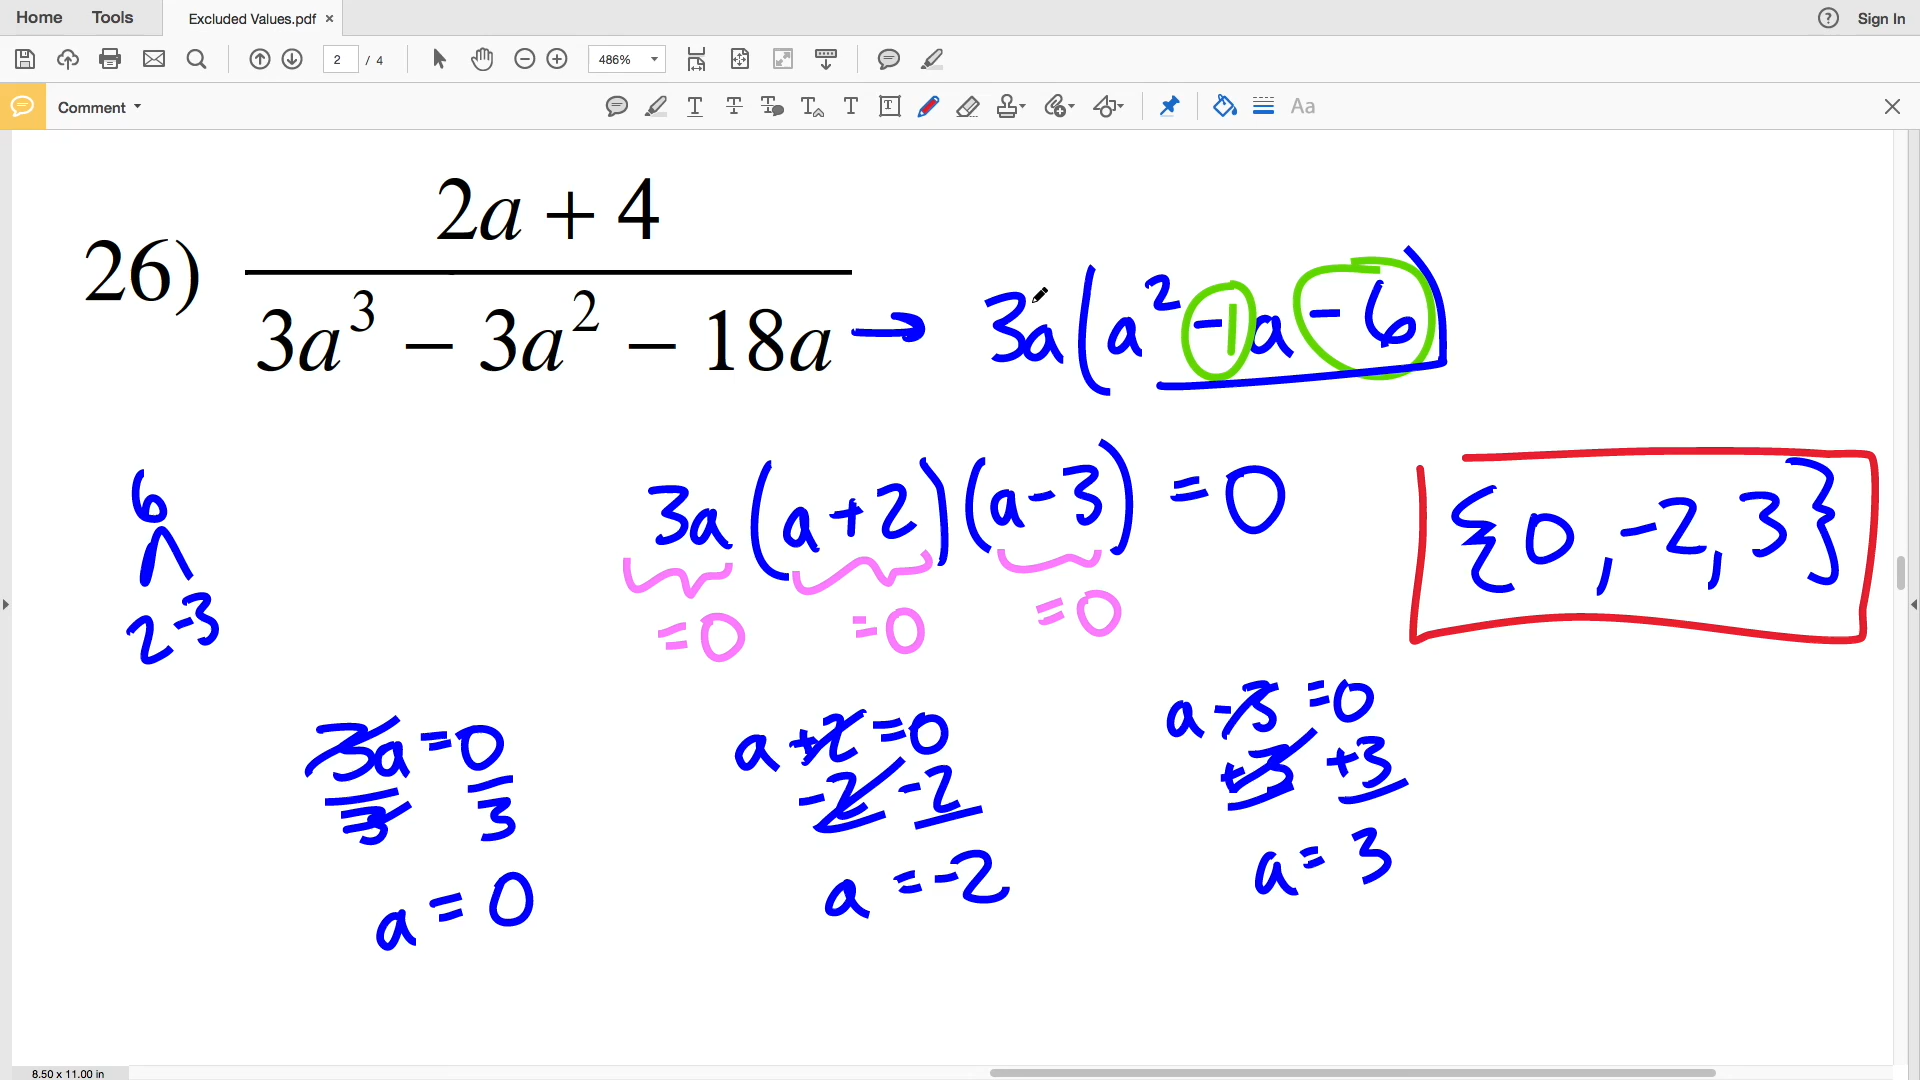 Home Tools Excluded Values.pdf × ? Sign In
2 / 4 486%
Comment T T T T T T Aa
26) 2a + 4
3a³ − 3a² − 18a → 3a(a² −1a −6)
6
2 -3
3a(a+2)(a-3) = 0
=0 =0 =0
{0, -2, 3}
3a=0 a+2=0 a-3=0
3 3 -2 -2 +3 +3
a=0 a=-2 a=3
8.50 x 11.00 in